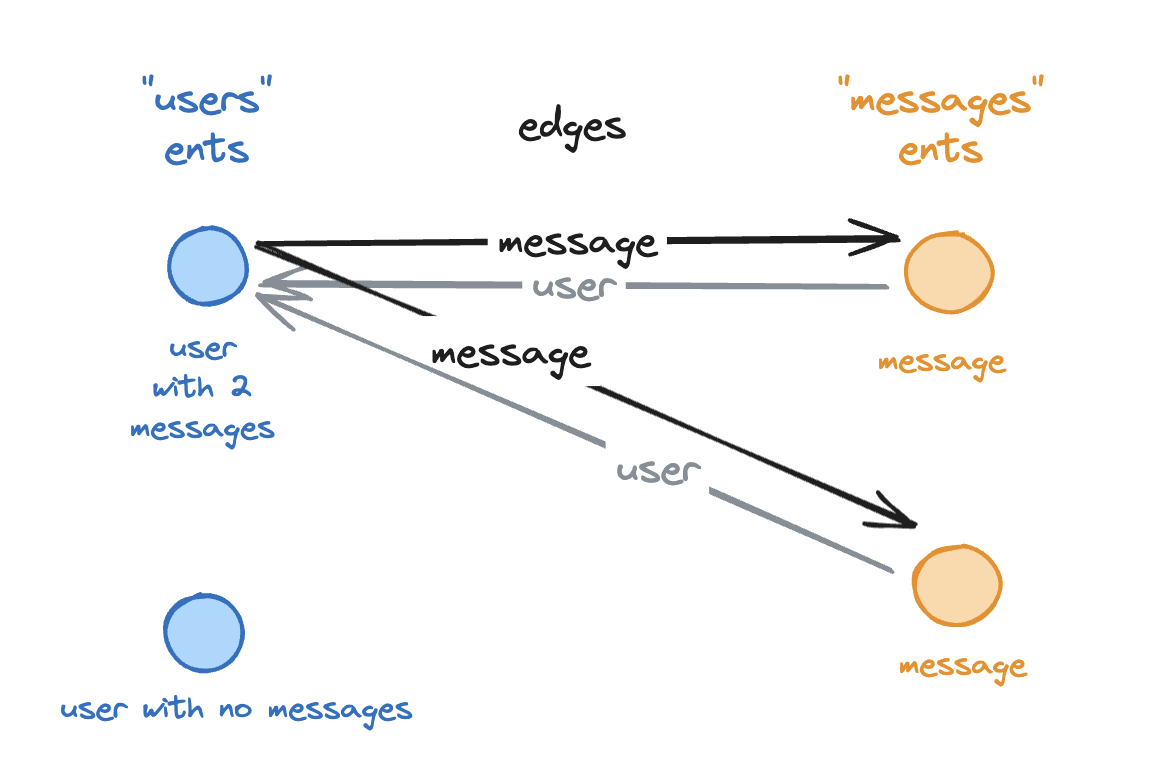 "users"
ents
edges
"messages"
ents
message
user
user
with 2
messages
message
message
user
message
user with no messages